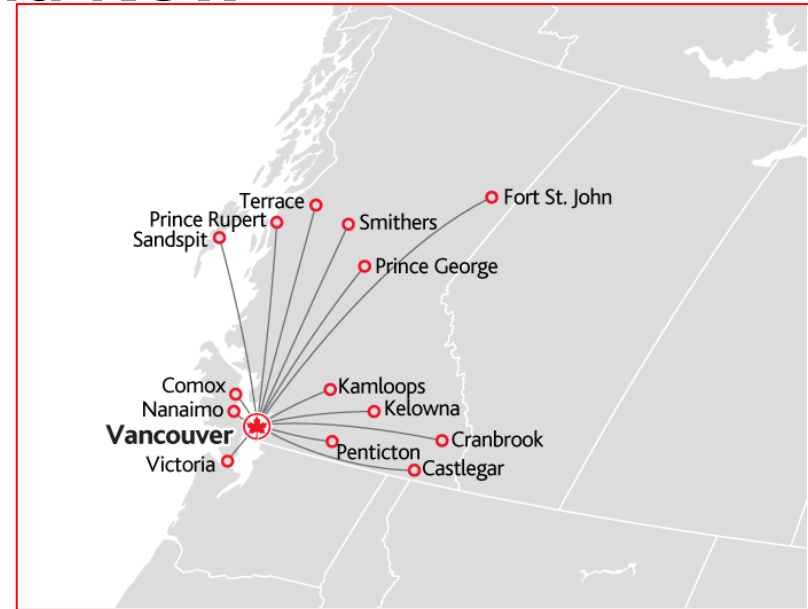 Terrace
Fort St. John
Prince Rupert
Smithers
Sandspit
Prince George
Comox
Kamloops
Nanaimo
Kelowna
Vancouver
Cranbrook
Penticton
Victoria
Castlegar